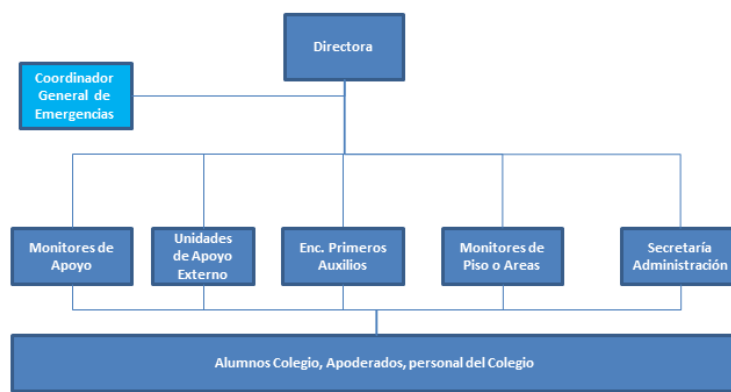 Directora
Coordinador
General de
Emergencias
Monitores de
Apoyo
Unidades
de Apoyo
Externo
Enc. Primeros
Auxilios
Monitores de
Piso o Areas
Secretaría
Administración
Alumnos Colegio, Apoderados, personal del Colegio